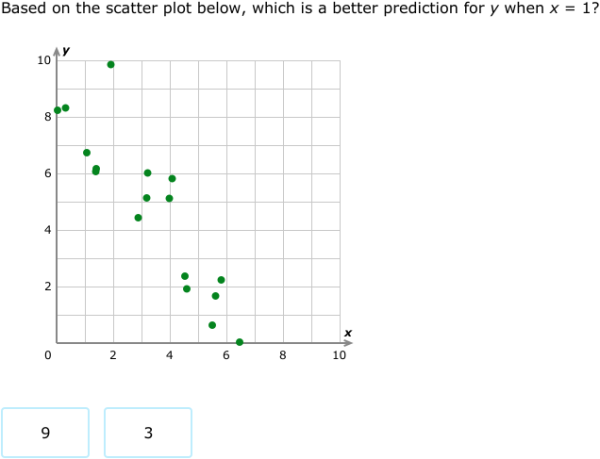 Based on the scatter plot below, which is a better prediction for y when x = 1?
y
10
8
6
4
2
x
0 2 4 6 8 10
9 3